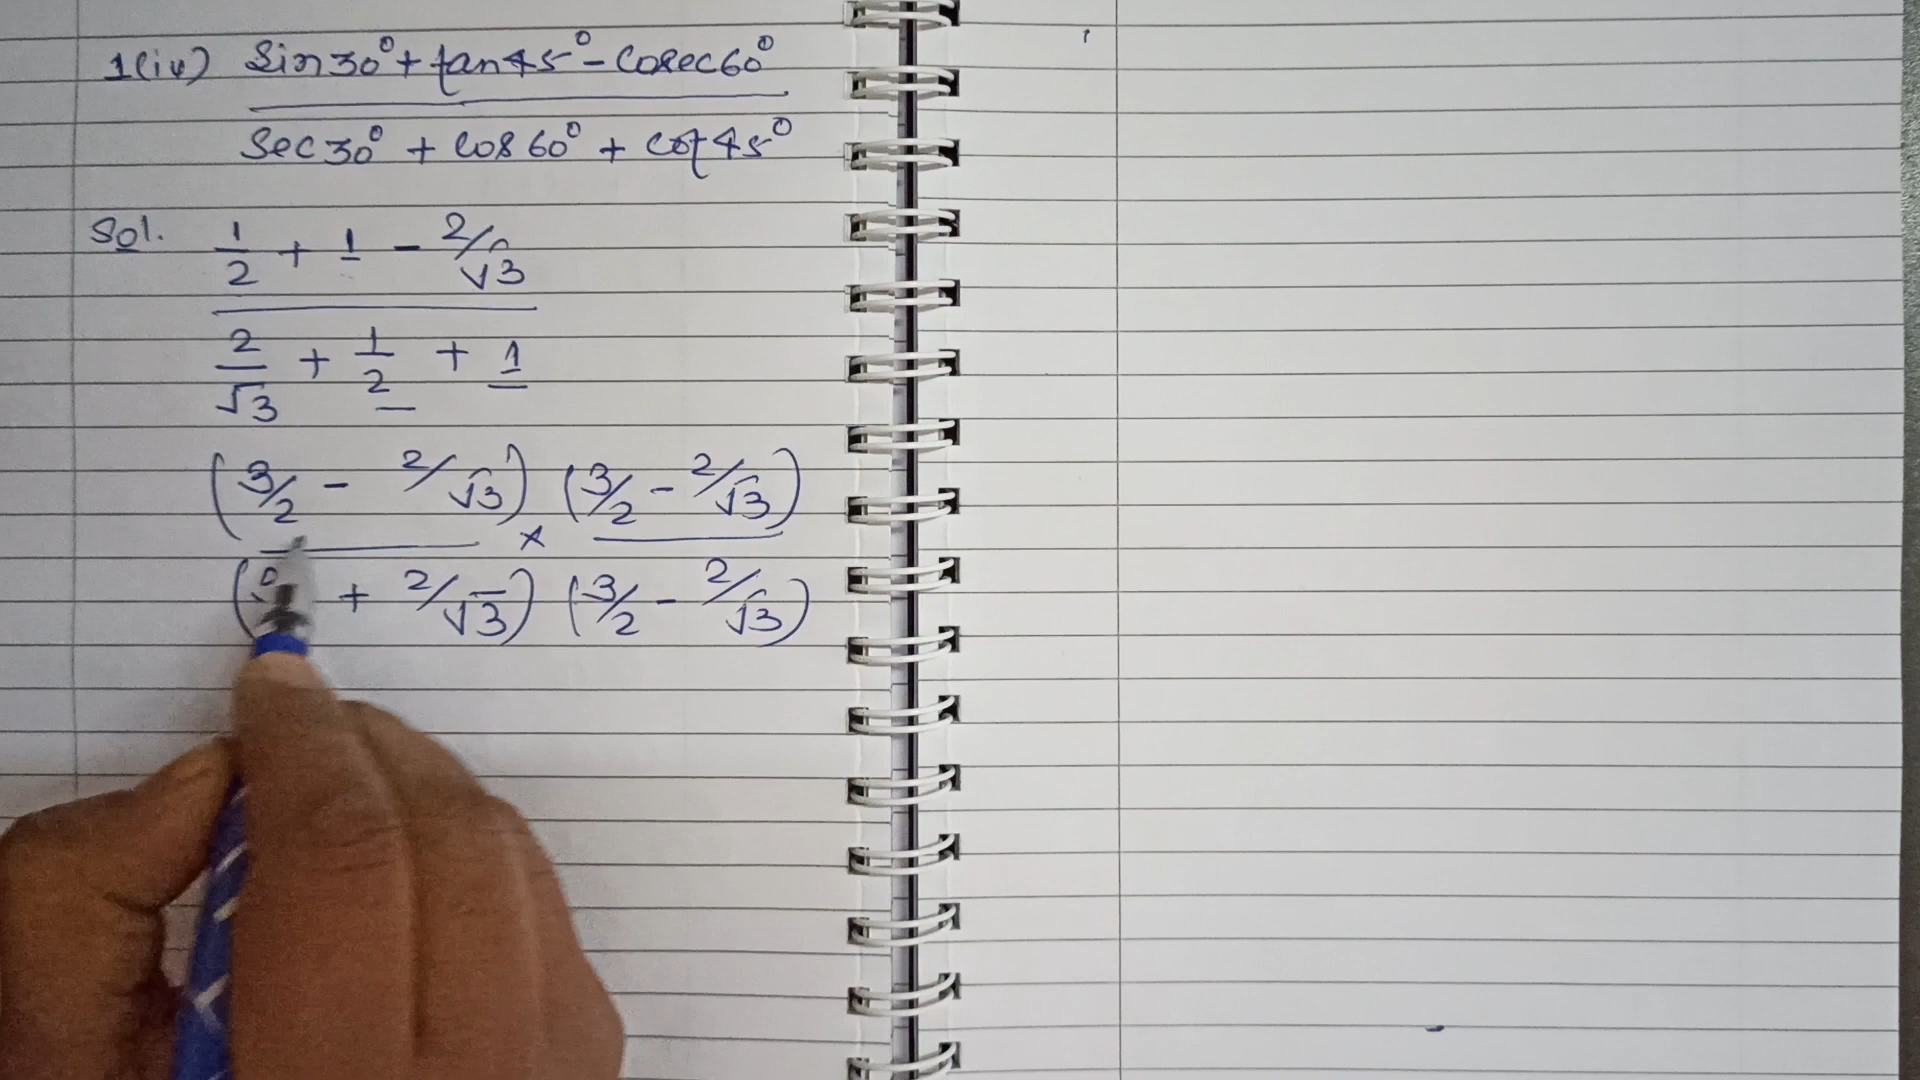 1(iv) Sin30° + tan45° - Cosec60°
Sec30° + Cos60° + Cot45°
Sol. 1/2 + 1 - 2/√3
2/√3 + 1/2 + 1
(3/2 - 2/√3) (3/2 - 2/√3)
×
( + 2/√3) (3/2 - 2/√3)